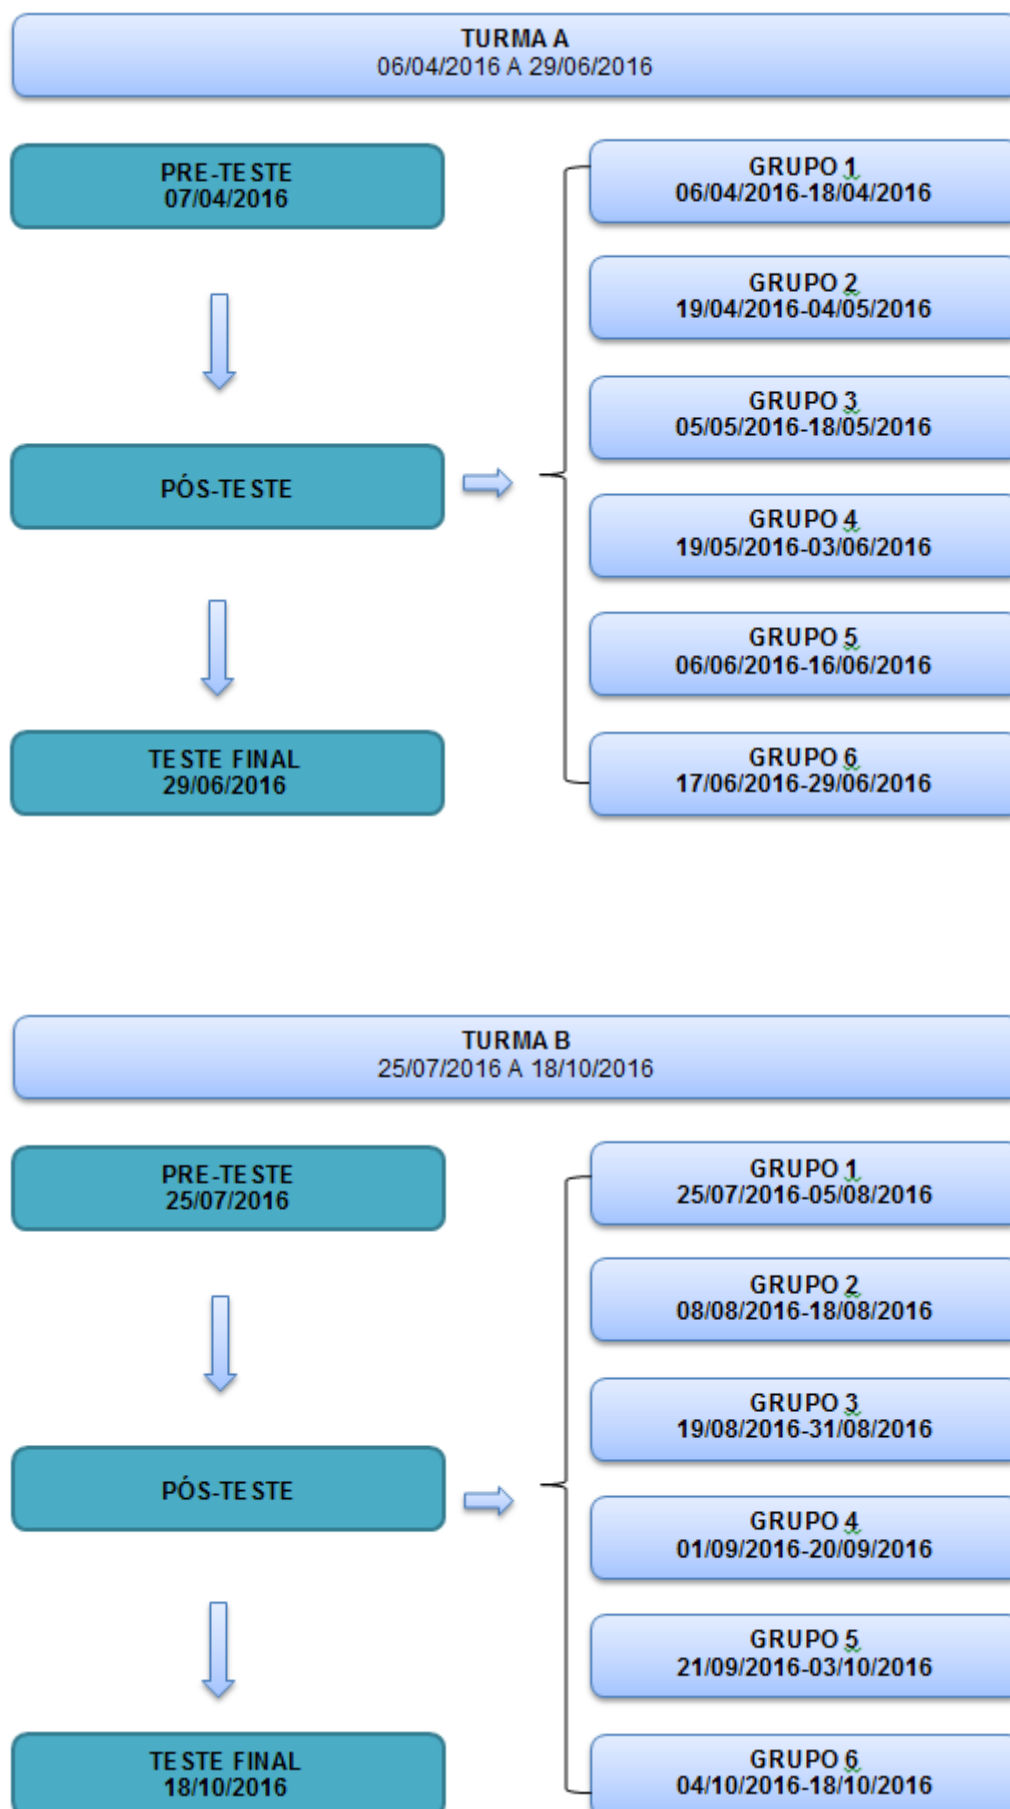 TURMA A
06/04/2016 A 29/06/2016
PRE-TESTE
07/04/2016
PÓS-TESTE
TESTE FINAL
29/06/2016
GRUPO 1
06/04/2016-18/04/2016
GRUPO 2
19/04/2016-04/05/2016
GRUPO 3
05/05/2016-18/05/2016
GRUPO 4
19/05/2016-03/06/2016
GRUPO 5
06/06/2016-16/06/2016
GRUPO 6
17/06/2016-29/06/2016
TURMA B
25/07/2016 A 18/10/2016
PRE-TESTE
25/07/2016
PÓS-TESTE
TESTE FINAL
18/10/2016
GRUPO 1
25/07/2016-05/08/2016
GRUPO 2
08/08/2016-18/08/2016
GRUPO 3
19/08/2016-31/08/2016
GRUPO 4
01/09/2016-20/09/2016
GRUPO 5
21/09/2016-03/10/2016
GRUPO 6
04/10/2016-18/10/2016